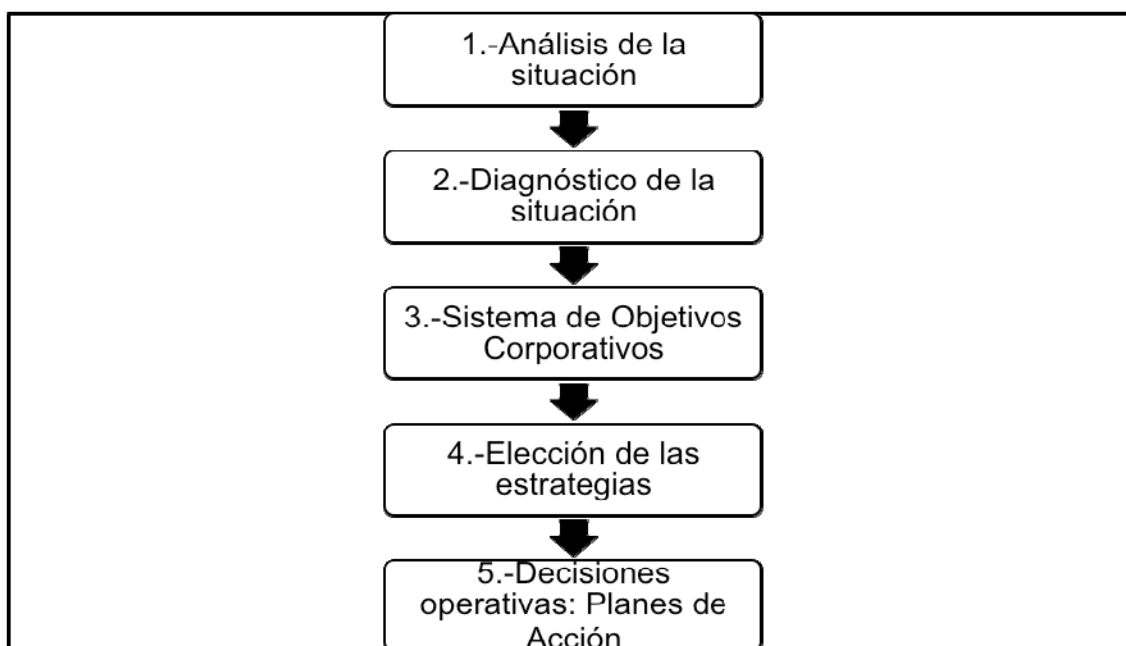 1.-Análisis de la
situación
2.-Diagnóstico de la
situación
3.-Sistema de Objetivos
Corporativos
4.-Elección de las
estrategias
5.-Decisiones
operativas: Planes de
Acción